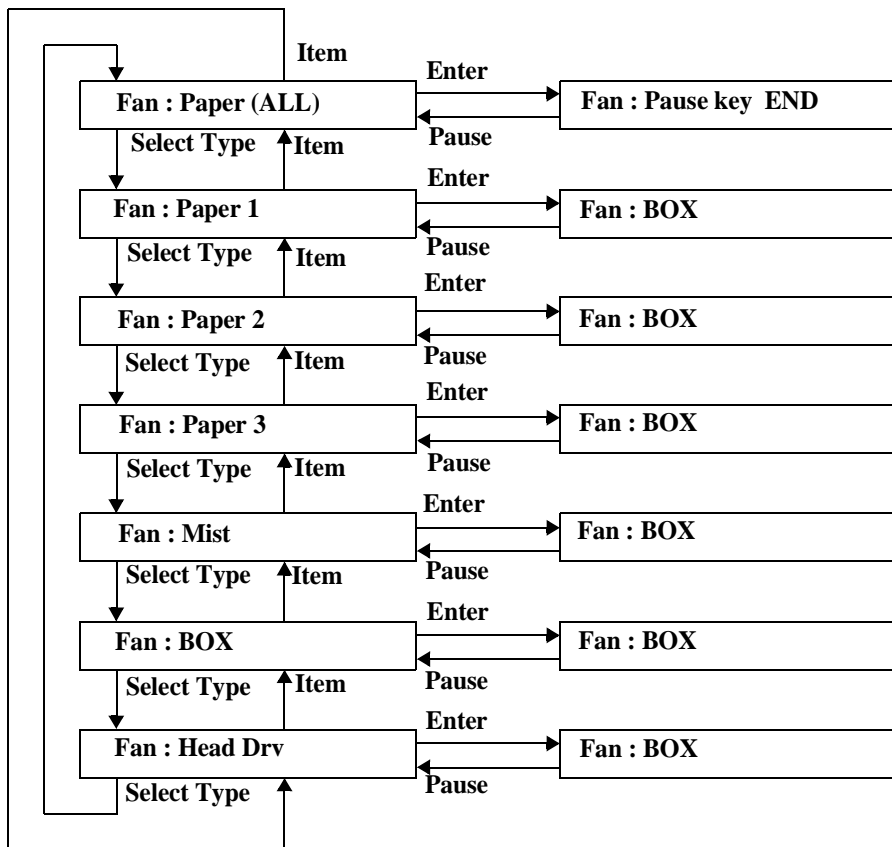 Item
Enter
Fan : Paper (ALL)
Fan : Pause key END
Pause
Select Type
Item
Enter
Fan : Paper 1
Fan : BOX
Pause
Select Type
Item
Enter
Fan : Paper 2
Fan : BOX
Pause
Select Type
Item
Enter
Fan : Paper 3
Fan : BOX
Pause
Select Type
Item
Enter
Fan : Mist
Fan : BOX
Pause
Select Type
Item
Enter
Fan : BOX
Fan : BOX
Pause
Select Type
Item
Enter
Fan : Head Drv
Fan : BOX
Pause
Select Type